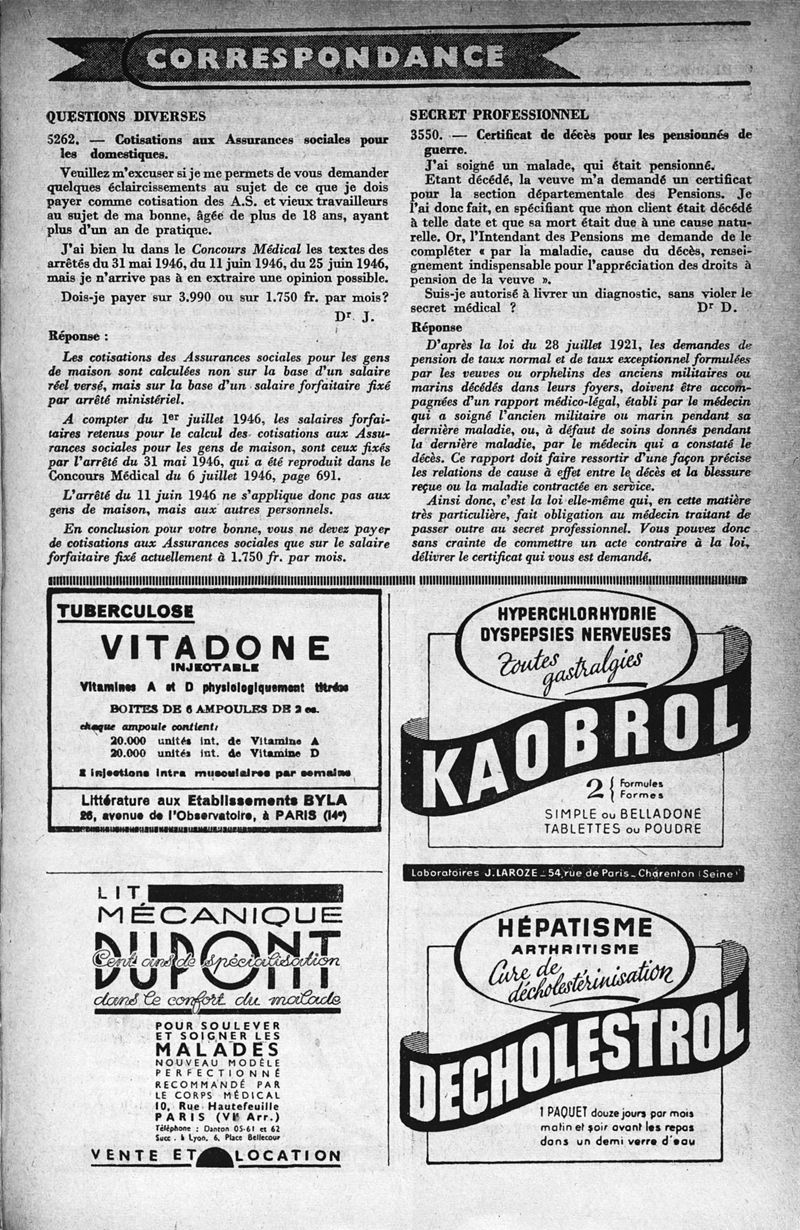 CORRESPONDANCE
QUESTIONS DIVERSES
5262. — Cotisations aux Assurances sociales pour
les domestiques.
Veuillez m'excuser si je me permets de vous demander
quelques éclaircissements au sujet de ce que je dois
payer comme cotisation des A.S. et vieux travailleurs
au sujet de ma bonne, âgée de plus de 18 ans, ayant
plus d'un an de pratique.
J'ai bien lu dans le Concours Médical les textes des
arrêtés du 31 mai 1946, du 11 juin 1946, du 25 juin 1946,
mais je n'arrive pas à en extraire une opinion possible.
Dois-je payer sur 3.990 ou sur 1.750 fr. par mois?
Dr J.
Réponse :
Les cotisations des Assurances sociales pour les gens
de maison sont calculées non sur la base d'un salaire
réel versé, mais sur la base d'un salaire forfaitaire fixé
par arrêté ministériel.
A compter du 1er juillet 1946, les salaires forfai-
taires retenus pour le calcul des cotisations aux Assu-
rances sociales pour les gens de maison, sont ceux fixés
par l'arrêté du 31 mai 1946, qui a été reproduit dans le
Concours Médical du 6 juillet 1946, page 691.
L'arrêté du 11 juin 1946 ne s'applique donc pas aux
gens de maison, mais aux autres personnels.
En conclusion pour votre bonne, vous ne devez payer
de cotisations aux Assurances sociales que sur le salaire
forfaitaire fixé actuellement à 1.750 fr. par mois.
SECRET PROFESSIONNEL
3550. — Certificat de décès pour les pensionnés de
guerre.
J'ai soigné un malade, qui était pensionné.
Etant décédé, la veuve m'a demandé un certificat
pour la section départementale des Pensions. Je
l'ai donc fait, en spécifiant que mon client était décédé
à telle date et que sa mort était due à une cause natu-
relle. Or, l'Intendant des Pensions me demande de le
compléter « par la maladie, cause du décès, rensei-
gnement indispensable pour l'appréciation des droits à
pension de la veuve ».
Suis-je autorisé à livrer un diagnostic, sans violer le
secret médical ? Dr D.
Réponse
D'après la loi du 28 juillet 1921, les demandes de
pension de taux normal et de taux exceptionnel formulées
par les veuves ou orphelins des anciens militaires ou
marins décédés dans leurs foyers, doivent être accom-
pagnées d'un rapport médico-légal, établi par le médecin
qui a soigné l'ancien militaire ou marin pendant sa
dernière maladie, ou, à défaut de soins donnés pendant
la dernière maladie, par le médecin qui a constaté le
décès. Ce rapport doit faire ressortir d'une façon précise
les relations de cause à effet entre le décès et la blessure
reçue ou la maladie contractée en service.
Ainsi donc, c'est la loi elle-même qui, en cette matière
très particulière, fait obligation au médecin traitant de
passer outre au secret professionnel. Vous pouvez donc
sans crainte de commettre un acte contraire à la loi,
délivrer le certificat qui vous est demandé.
TUBERCULOSE
VITADONE
INJECTABLE
Vitamines A et D physiologiquement titrées
BOITES DE 6 AMPOULES DE 2 cc.
chaque ampoule contient:
20.000 unités int. de Vitamine A
20.000 unités int. de Vitamine D
2 injections intra musculaires par semaine
Littérature aux Etablissements BYLA
26, avenue de l'Observatoire, à PARIS (14e)
LIT
MÉCANIQUE
DUPONT
Cent ans de spécialisation
dans le confort du malade
POUR SOULEVER
ET SOIGNER LES
MALADES
NOUVEAU MODÈLE
PERFECTIONNÉ
RECOMMANDÉ PAR
LE CORPS MÉDICAL
10, Rue Hautefeuille
PARIS (VIe Arr.)
Téléphone : Danton 05-61 et 62
Succ. à Lyon, 6, Place Bellecour
VENTE ET LOCATION
HYPERCHLORHYDRIE
DYSPEPSIES NERVEUSES
Toutes
gastralgies
KAOBROL
2 { Formules
Formes
SIMPLE ou BELLADONÉ
TABLETTES ou POUDRE
Laboratoires J. LAROZE _ 54, rue de Paris _ Charenton (Seine)
HÉPATISME
ARTHRITISME
Cure de
décholestérinisation
DECHOLESTROL
1 PAQUET douze jours par mois
matin et soir avant les repas
dans un demi verre d'eau